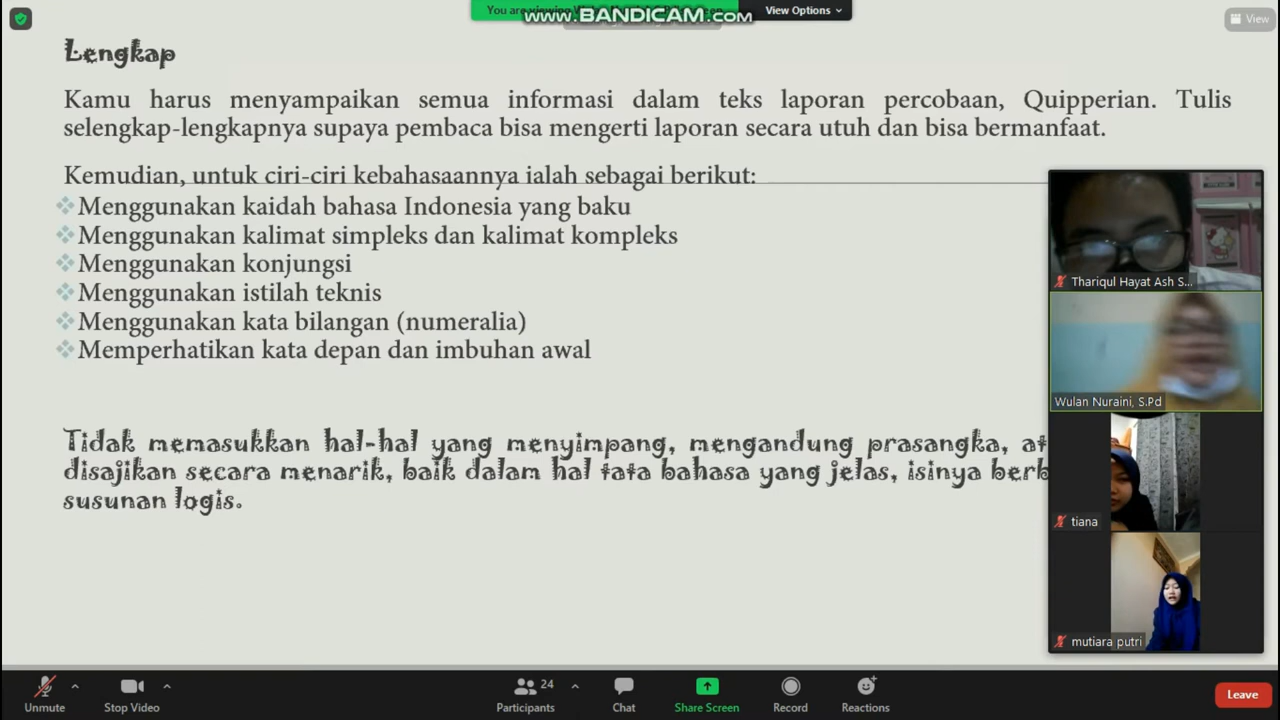 www.BANDICAM.com
View Options
View
Lengkap
Kamu harus menyampaikan semua informasi dalam teks laporan percobaan, Quipperian. Tulis
selengkap-lengkapnya supaya pembaca bisa mengerti laporan secara utuh dan bisa bermanfaat.
Kemudian, untuk ciri-ciri kebahasaannya ialah sebagai berikut:
Menggunakan kaidah bahasa Indonesia yang baku
Menggunakan kalimat simpleks dan kalimat kompleks
Menggunakan konjungsi
Menggunakan istilah teknis
Menggunakan kata bilangan (numeralia)
Memperhatikan kata depan dan imbuhan awal
Tidak memasukkan hal-hal yang menyimpang, mengandung prasangka,
disajikan secara menarik, baik dalam hal tata bahasa yang jelas, isinya
susunan logis.
Thariqul Hayat Ash S...
Wulan Nuraini, S.Pd
tiana
mutiara putri
Unmute
Stop Video
24
Participants
Chat
Share Screen
Record
Reactions
Leave